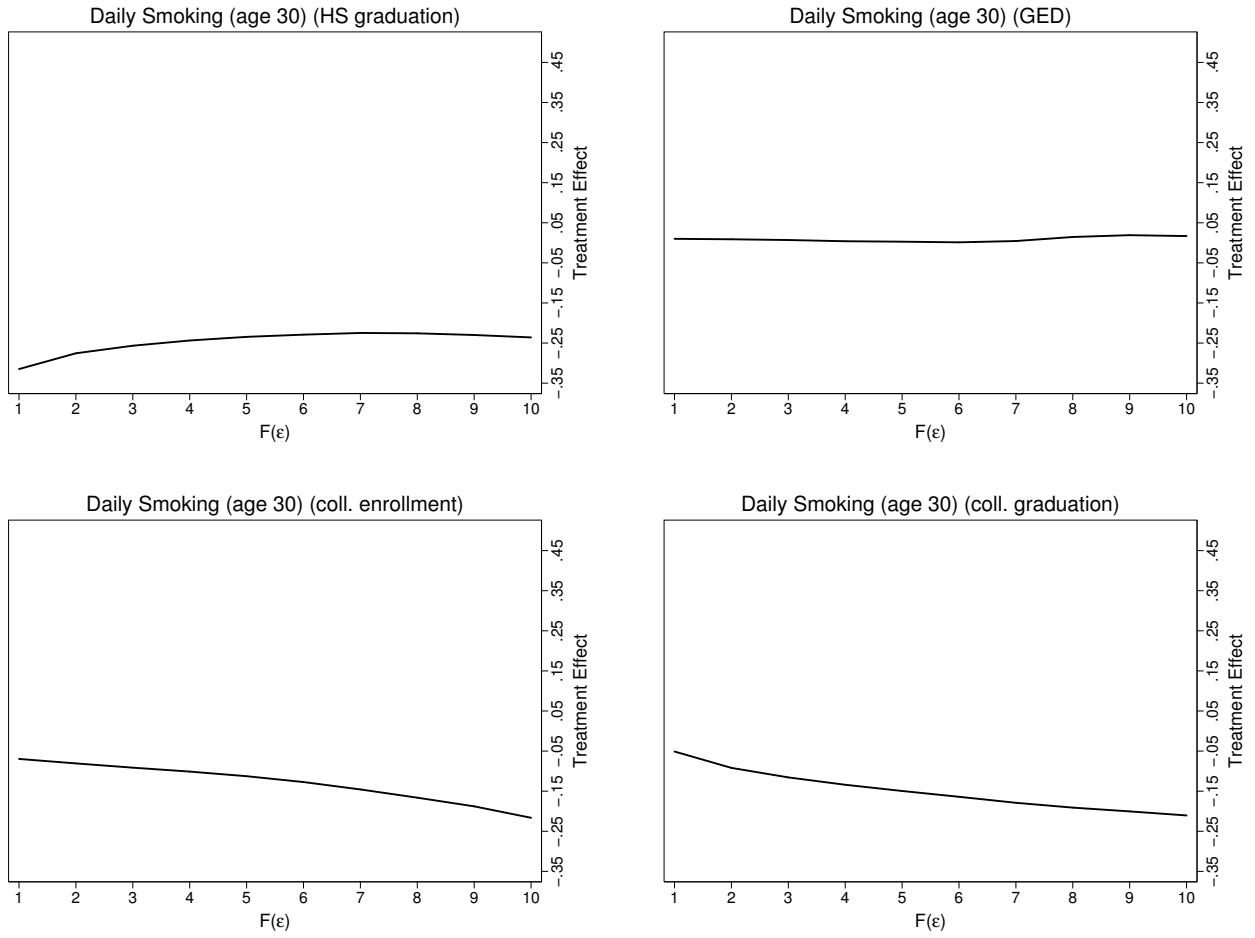 Daily Smoking (age 30) (HS graduation)
−.35 −.25 −.15 −.05 .05 .15 .25 .35 .45
Treatment Effect
1 2 3 4 5 6 7 8 9 10
F(ε)
Daily Smoking (age 30) (GED)
−.35 −.25 −.15 −.05 .05 .15 .25 .35 .45
Treatment Effect
1 2 3 4 5 6 7 8 9 10
F(ε)
Daily Smoking (age 30) (coll. enrollment)
−.35 −.25 −.15 −.05 .05 .15 .25 .35 .45
Treatment Effect
1 2 3 4 5 6 7 8 9 10
F(ε)
Daily Smoking (age 30) (coll. graduation)
−.35 −.25 −.15 −.05 .05 .15 .25 .35 .45
Treatment Effect
1 2 3 4 5 6 7 8 9 10
F(ε)